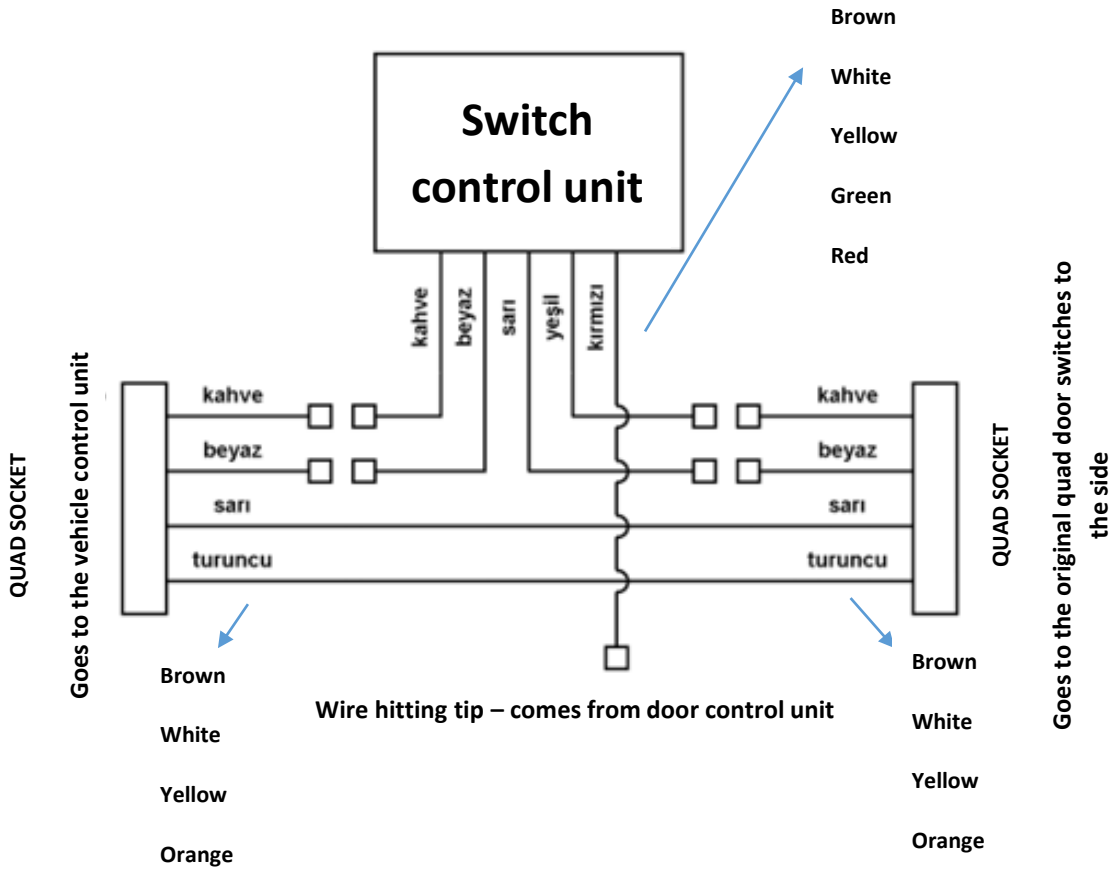 Brown
White
Yellow
Green
Red
Switch
control unit
kahve
beyaz
sarı
yeşil
kırmızı
QUAD SOCKET
Goes to the vehicle control unit
kahve
beyaz
sarı
turuncu
kahve
beyaz
sarı
turuncu
QUAD SOCKET
Goes to the original quad door switches to
the side
Brown
White
Yellow
Orange
Wire hitting tip – comes from door control unit
Brown
White
Yellow
Orange